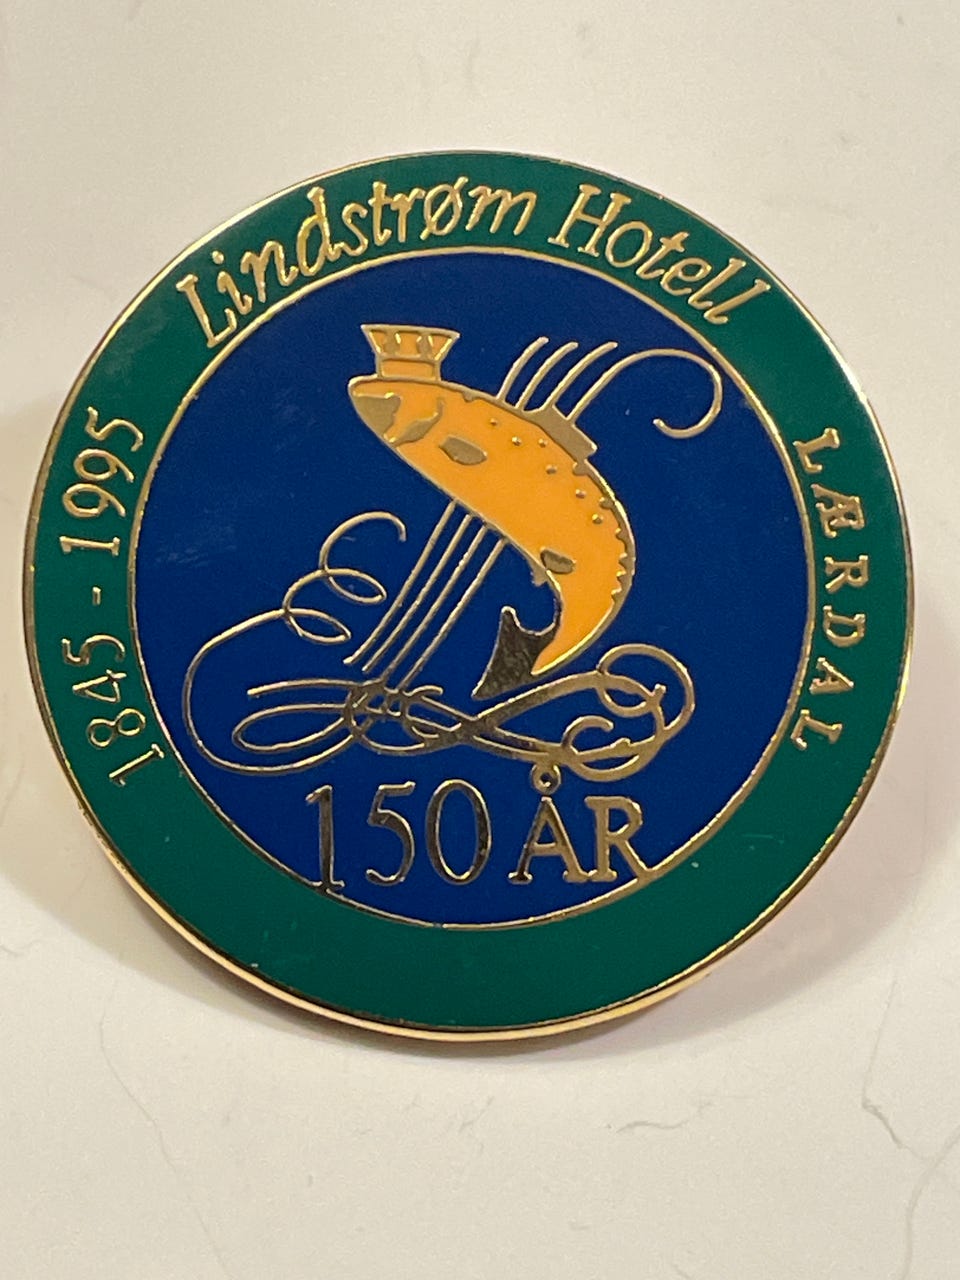 Lindstrøm Hotell
1845 - 1995
LÆRDAL
150 ÅR